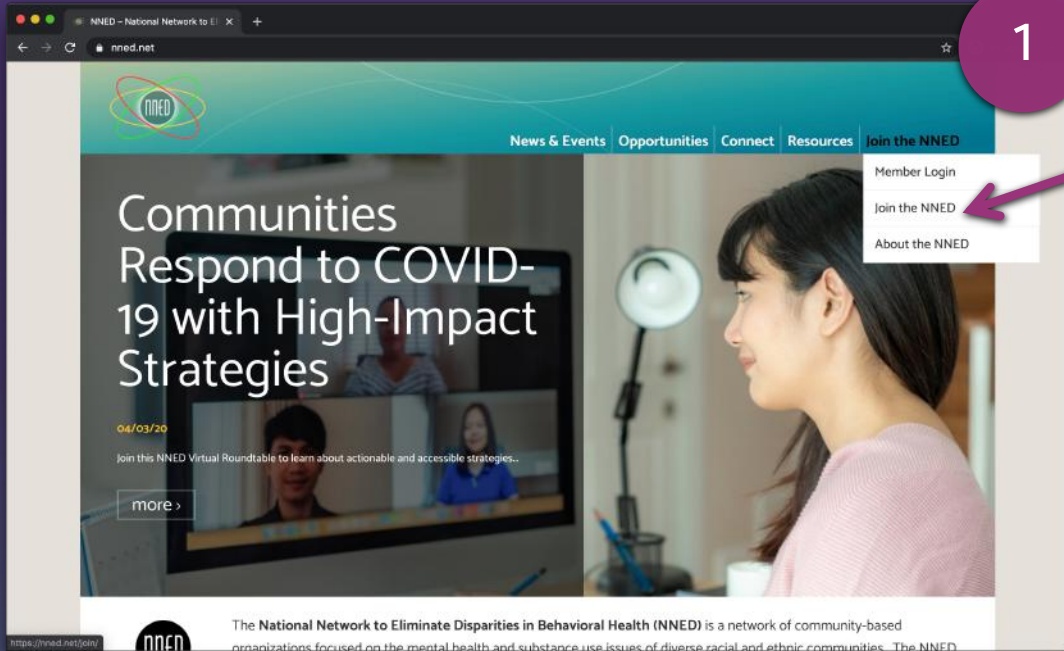 1
NNED – National Network to El
nned.net
nned
News & Events Opportunities Connect Resources Join the NNED
Member Login
Join the NNED
About the NNED
Communities
Respond to COVID-
19 with High-Impact
Strategies
04/03/20
Join this NNED Virtual Roundtable to learn about actionable and accessible strategies...
more ›
nned
The National Network to Eliminate Disparities in Behavioral Health (NNED) is a network of community-based
organizations focused on the mental health and substance use issues of diverse racial and ethnic communities. The NNED
https://nned.net/join/